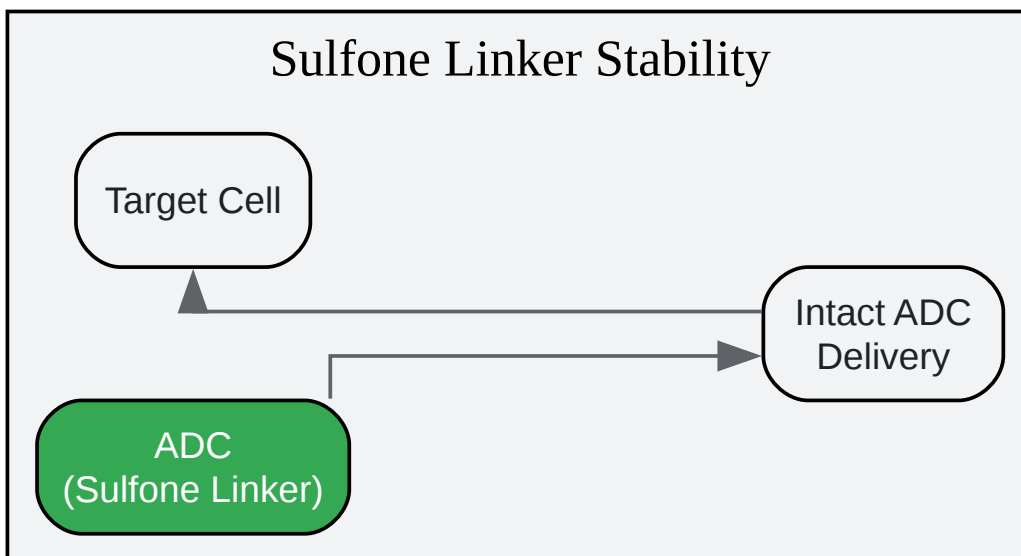 Sulfone Linker Stability
Target Cell
Intact ADC
Delivery
ADC
(Sulfone Linker)